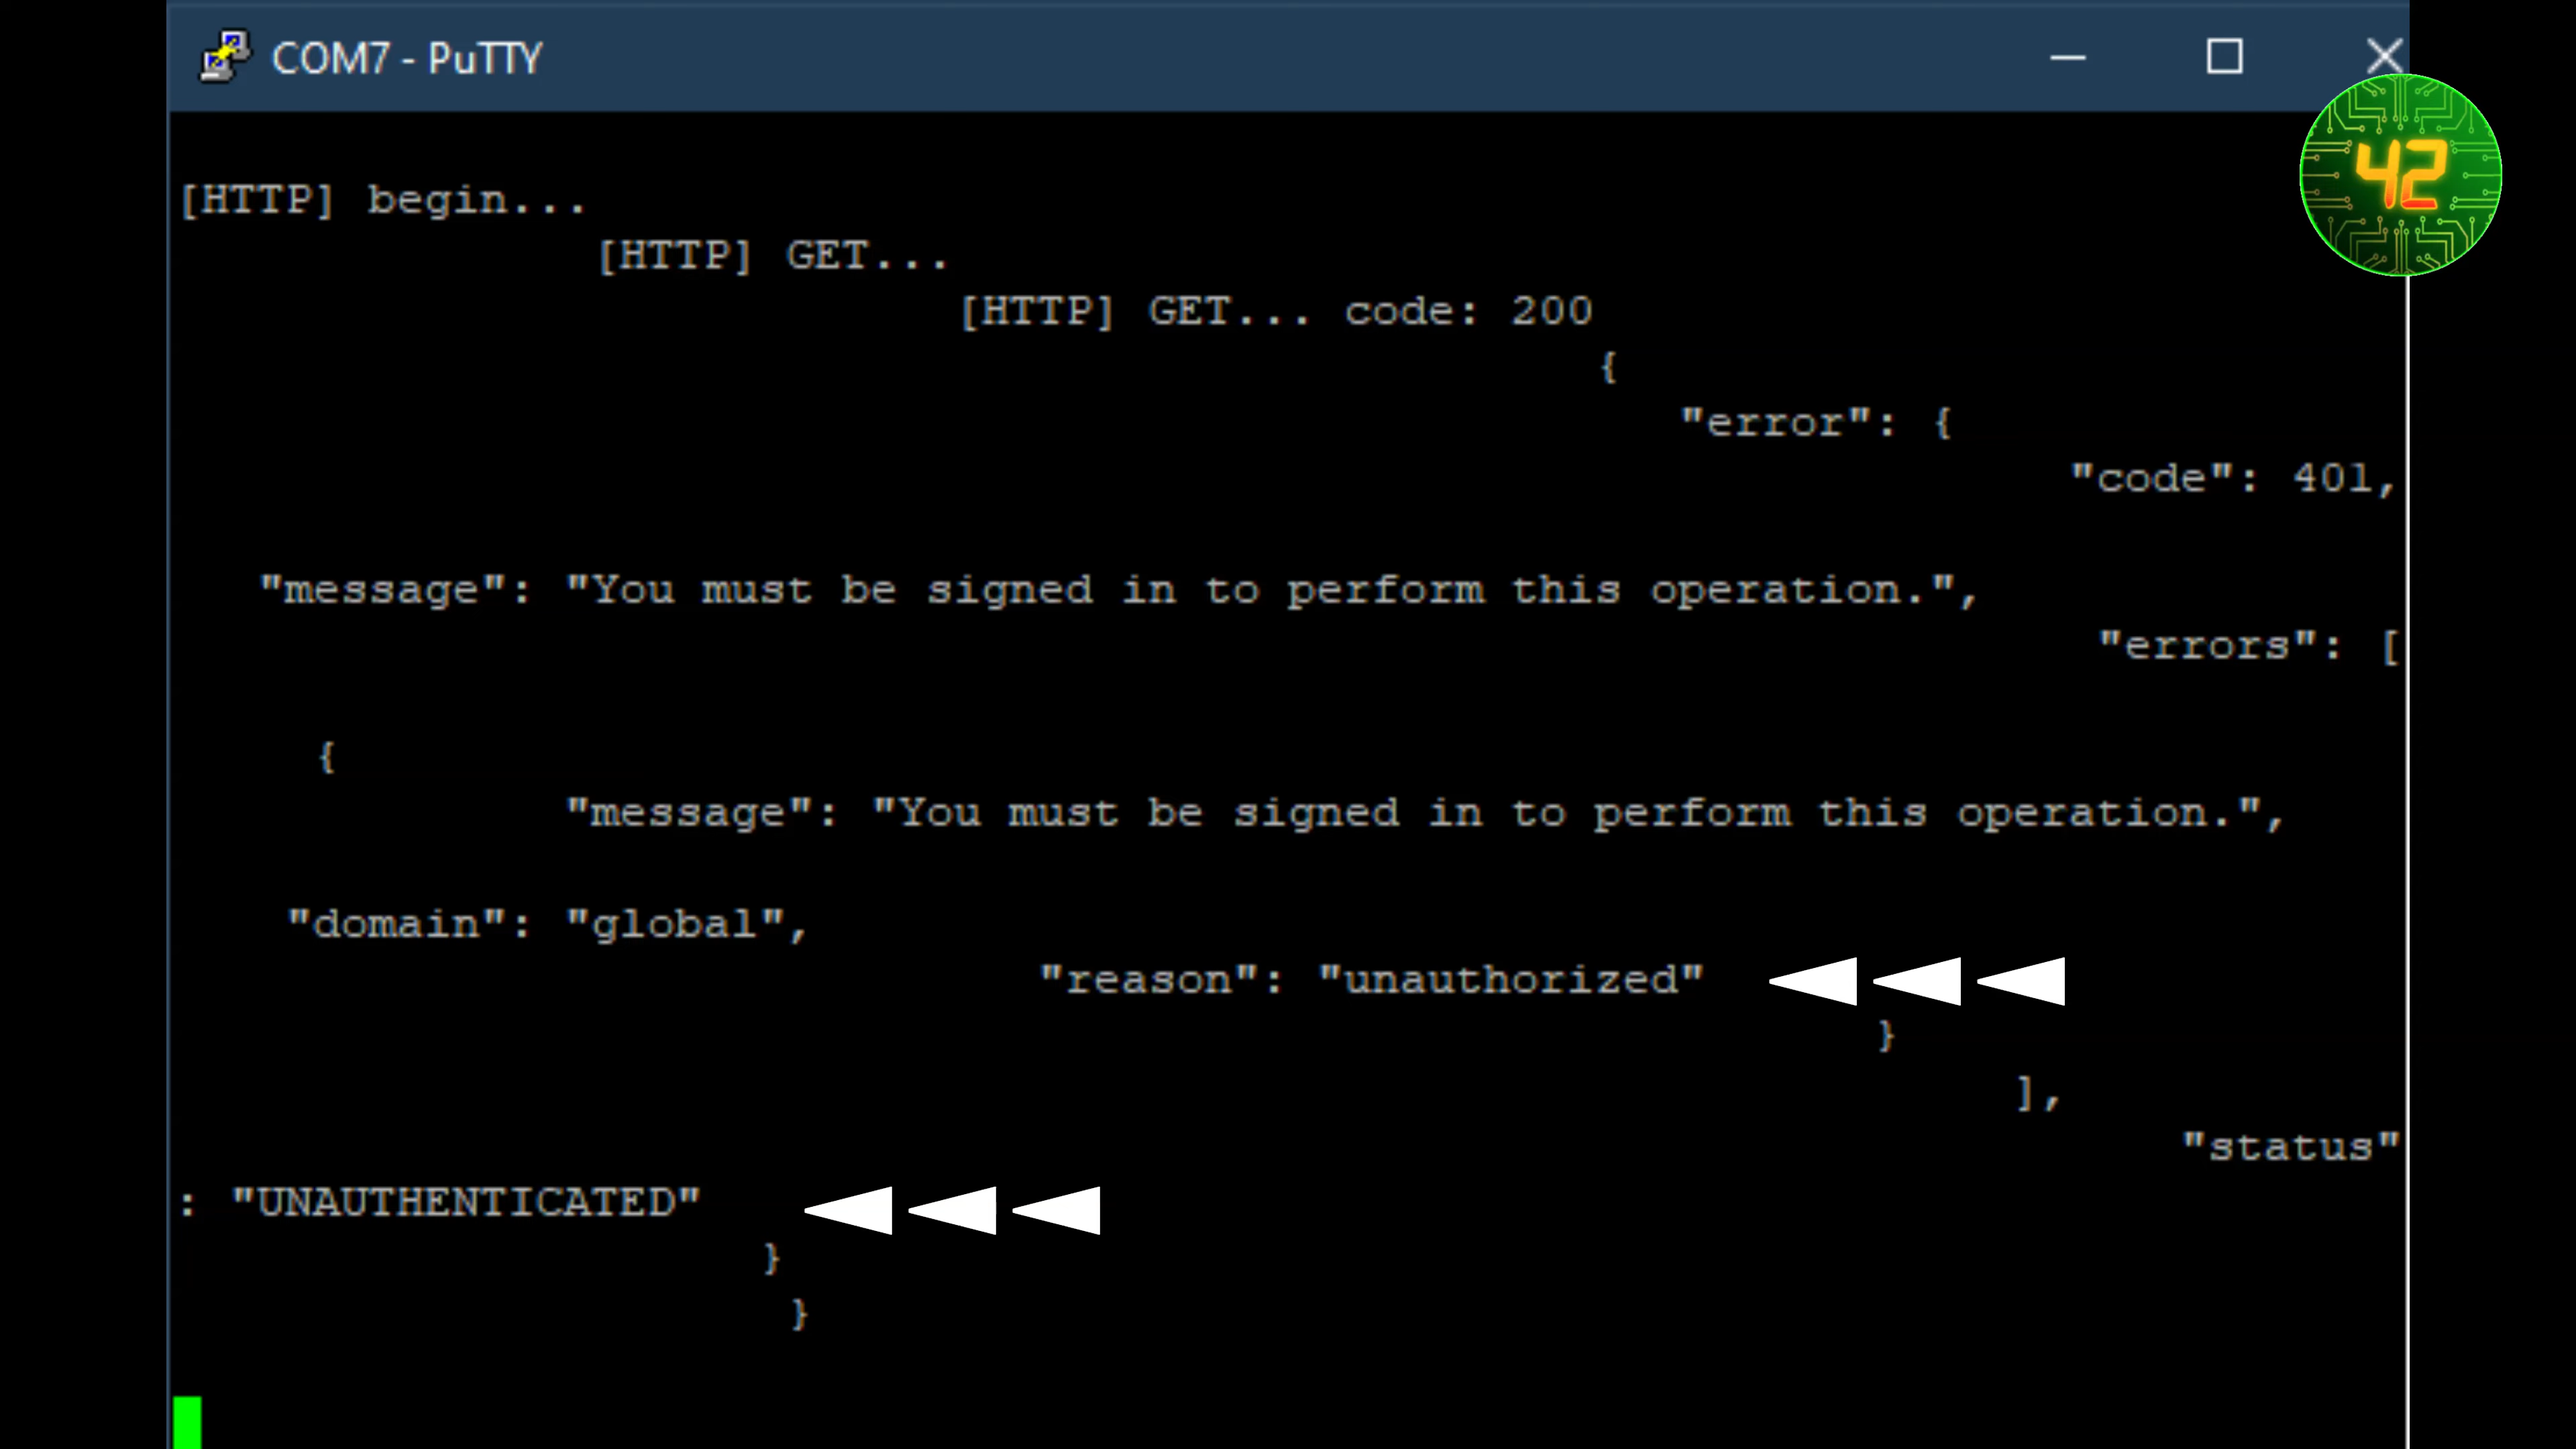 COM7 - PuTTY
42
[HTTP] begin...
[HTTP] GET...
[HTTP] GET... code: 200
{
"error": {
"code": 401,
"message": "You must be signed in to perform this operation.",
"errors": [
{
"message": "You must be signed in to perform this operation.",
"domain": "global",
"reason": "unauthorized"
}
],
"status"
: "UNAUTHENTICATED"
}
}